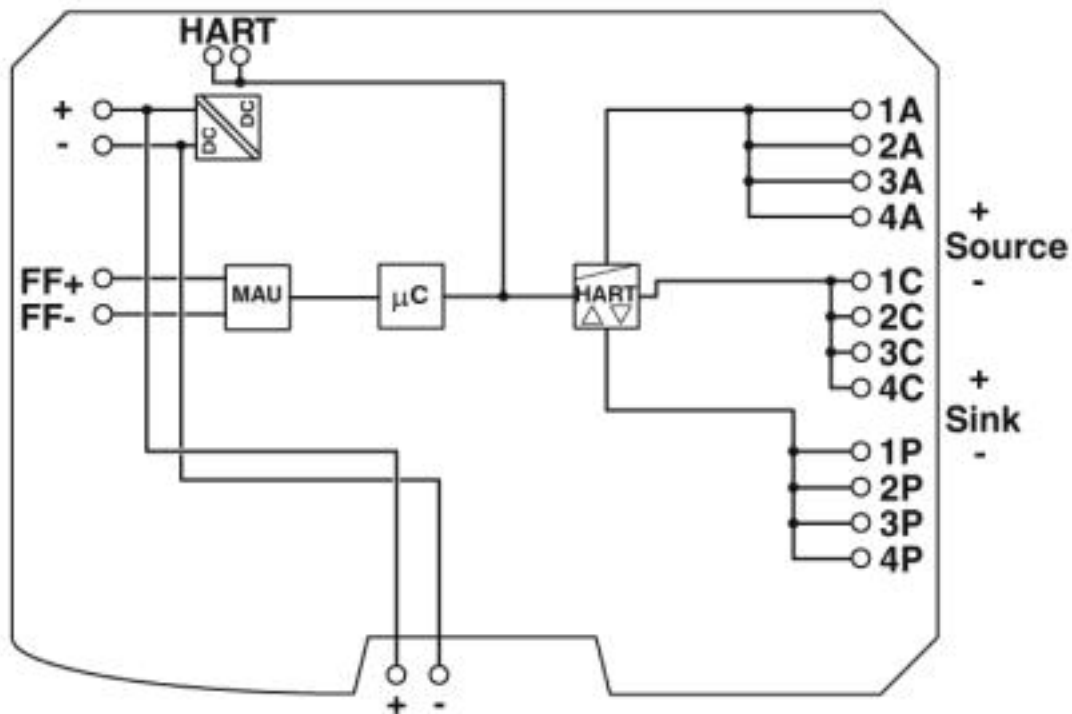 HART
+
-
DC
DC
1A
2A
3A
4A
+
Source
-
FF+
FF-
MAU
µC
HART
1C
2C
3C
4C
+
Sink
-
1P
2P
3P
4P
+ -